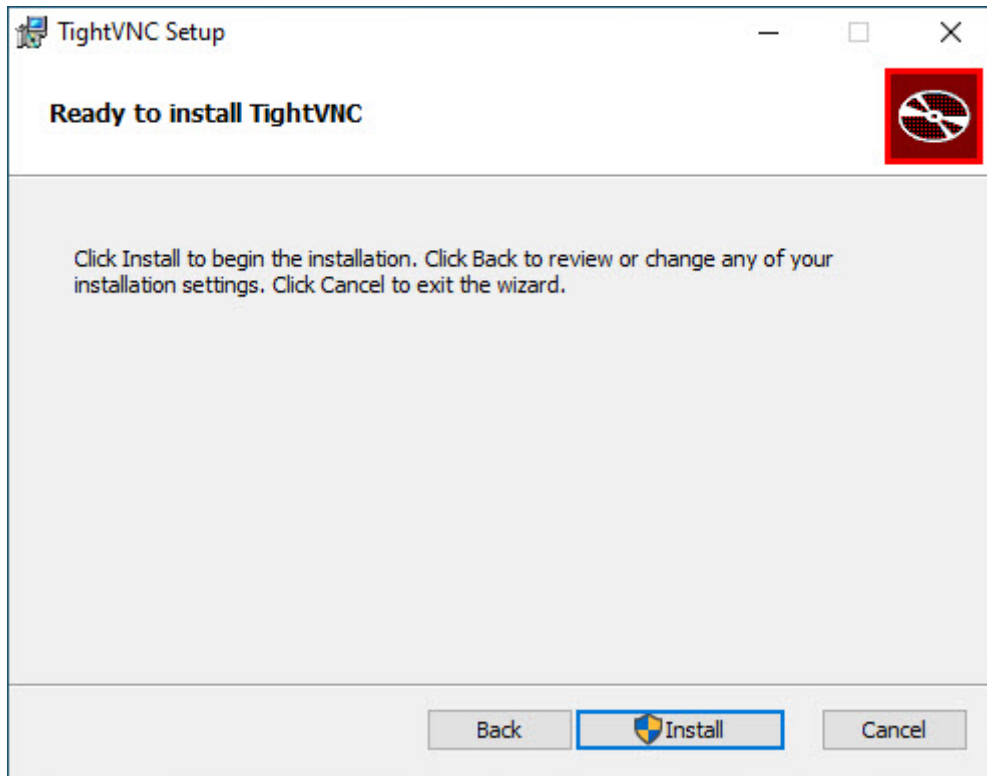 TightVNC Setup
Ready to install TightVNC
Click Install to begin the installation. Click Back to review or change any of your
installation settings. Click Cancel to exit the wizard.
Back
Install
Cancel